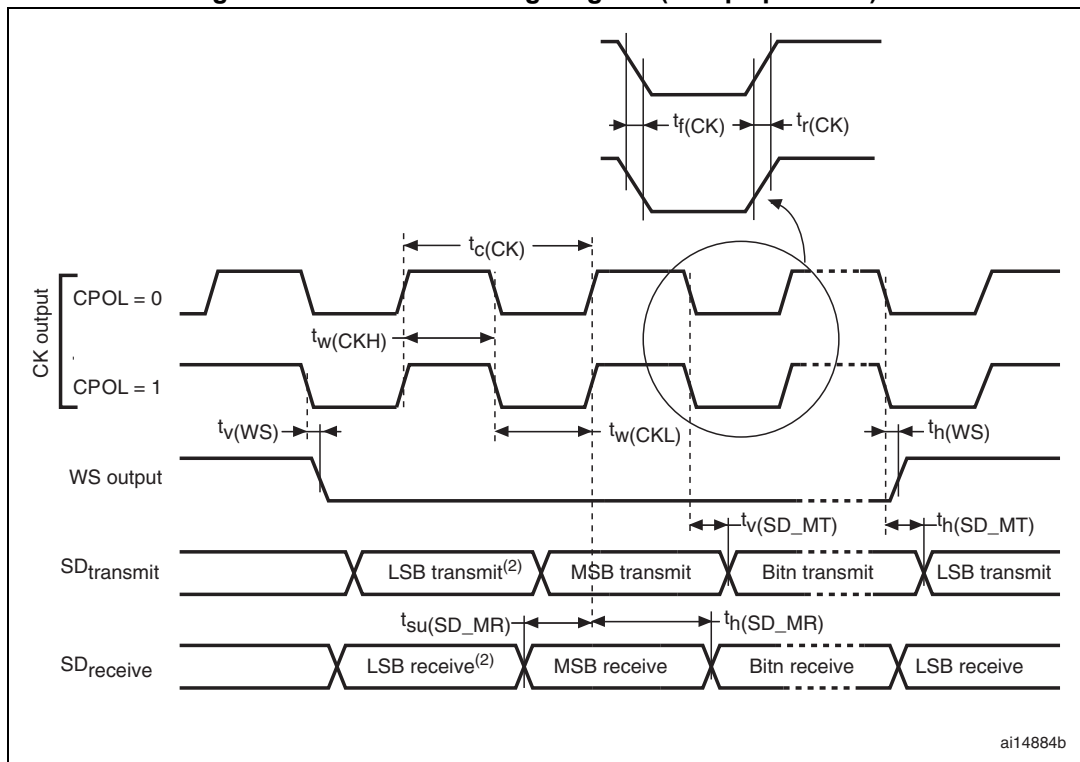 tf(CK)
tr(CK)
tc(CK)
CK output
CPOL = 0
tw(CKH)
CPOL = 1
tv(WS)
tw(CKL)
th(WS)
WS output
tv(SD_MT)
th(SD_MT)
SDtransmit
LSB transmit(2)
MSB transmit
Bitn transmit
LSB transmit
tsu(SD_MR)
th(SD_MR)
SDreceive
LSB receive(2)
MSB receive
Bitn receive
LSB receive
ai14884b